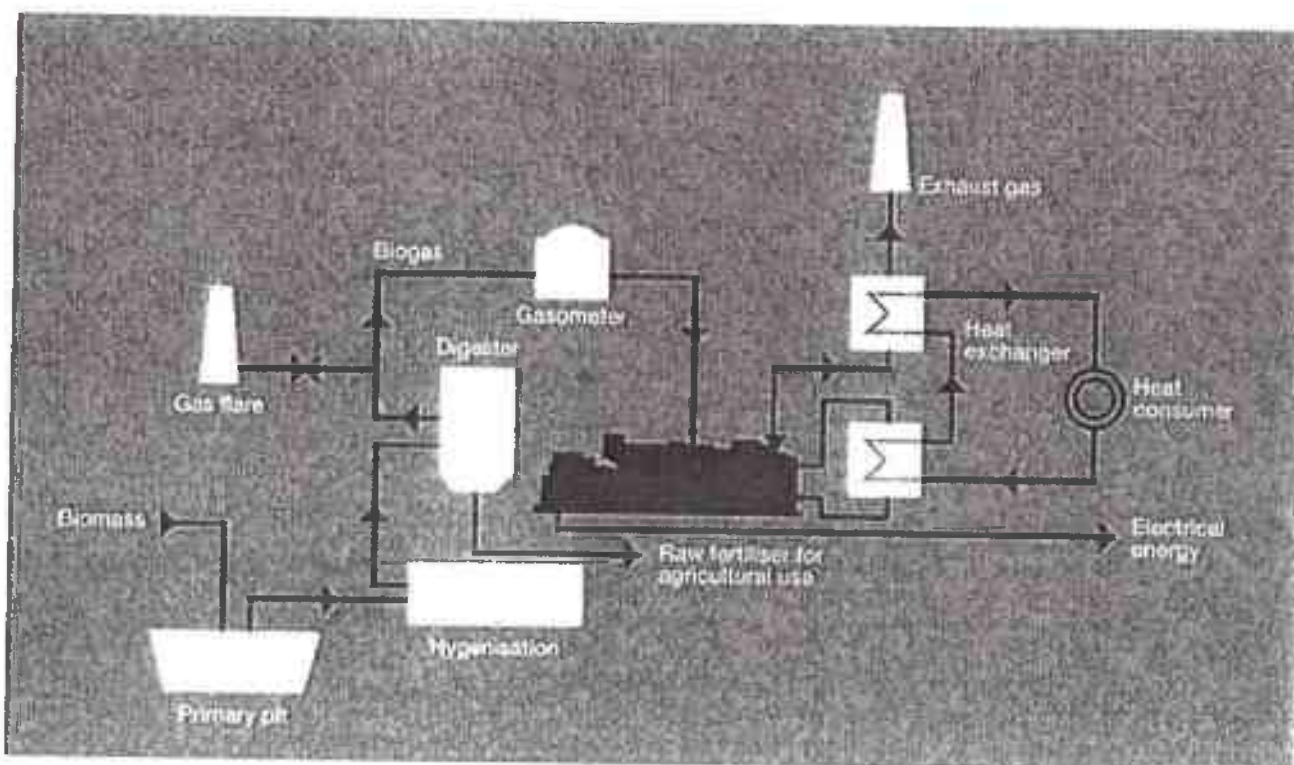 Exhaust gas
Biogas
Gasometer
Heat
exchanger
Digester
Gas flare
Heat
consumer
Biomass
Electrical
energy
Raw fertiliser for
agricultural use
Hygenisation
Primary pit